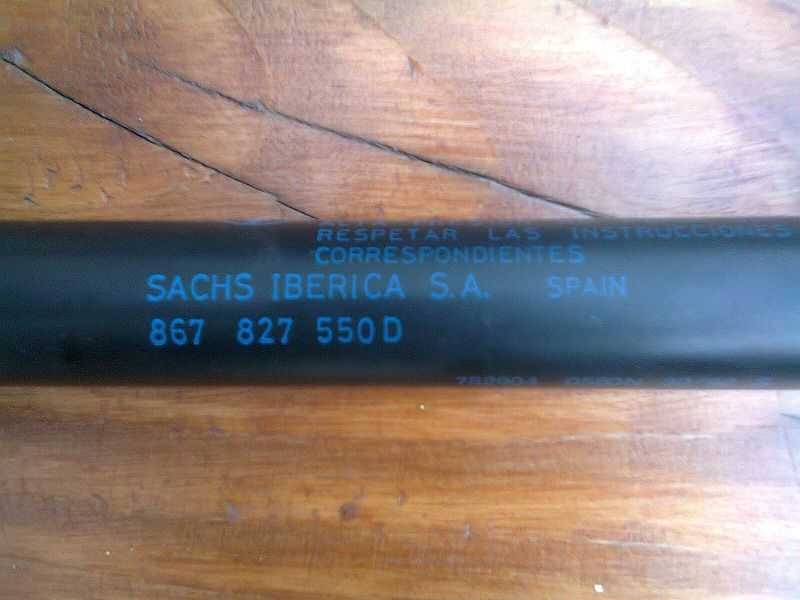 RESPETAR LAS INSTRUCCIONES
CORRESPONDIENTES
SACHS IBERICA S.A. SPAIN
867 827 550D